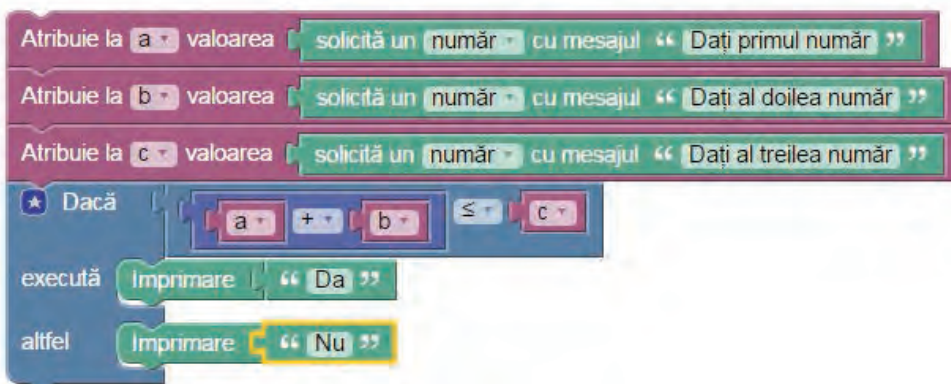 Atribuie la a valoarea solicită un număr cu mesajul “ Dați primul număr ”
Atribuie la b valoarea solicită un număr cu mesajul “ Dați al doilea număr ”
Atribuie la c valoarea solicită un număr cu mesajul “ Dați al treilea număr ”
Dacă a + b ≤ c
execută Imprimare “ Da ”
altfel Imprimare “ Nu ”